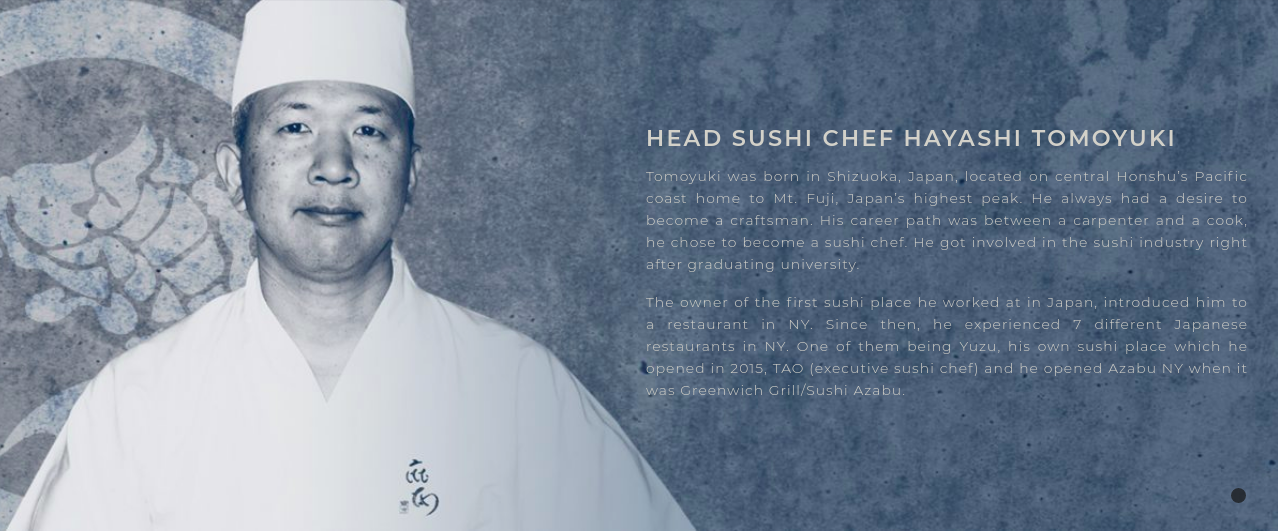 HEAD SUSHI CHEF HAYASHI TOMOYUKI
Tomoyuki was born in Shizuoka, Japan, located on central Honshu's Pacific
coast home to Mt. Fuji, Japan's highest peak. He always had a desire to
become a craftsman. His career path was between a carpenter and a cook,
he chose to become a sushi chef. He got involved in the sushi industry right
after graduating university.
The owner of the first sushi place he worked at in Japan, introduced him to
a restaurant in NY. Since then, he experienced 7 different Japanese
restaurants in NY. One of them being Yuzu, his own sushi place which he
opened in 2015, TAO (executive sushi chef) and he opened Azabu NY when it
was Greenwich Grill/Sushi Azabu.